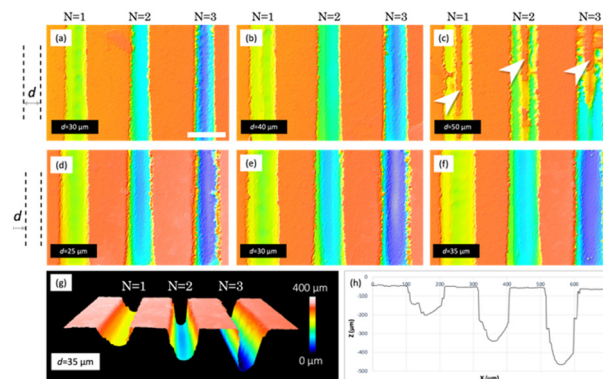 N=1 N=2 N=3 N=1 N=2 N=3 N=1 N=2 N=3
(a) (b) (c)
d
d=30 µm d=40 µm d=50 µm
(d) (e) (f)
d
d=25 µm d=30 µm d=35 µm
(g) N=1 N=2 N=3 400 µm
0 µm
d=35 µm
(h)
0
-100
-200
-300
-400
-500
Z (µm)
0 100 200 300 400 500 600
X (µm)